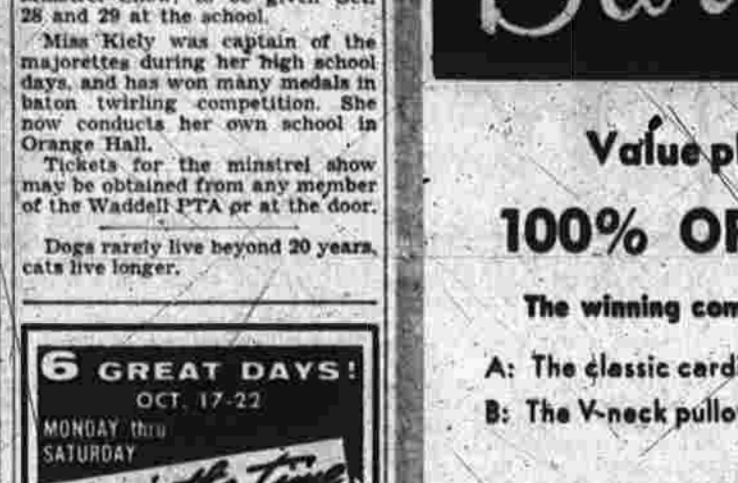 28 and 29 at the school.
Miss Kiely was captain of the
majorettes during her high school
days, and has won many medals in
baton twirling competition. She
now conducts her own school in
Orange Hall.
Tickets for the minstrel show
may be obtained from any member
of the Waddell PTA or at the door.
Dogs rarely live beyond 20 years,
cats live longer.
6 GREAT DAYS!
OCT. 17-22
MONDAY thru
SATURDAY
Value pl
100% OR
The winning com
A: The classic cardi
B: The V-neck pullo